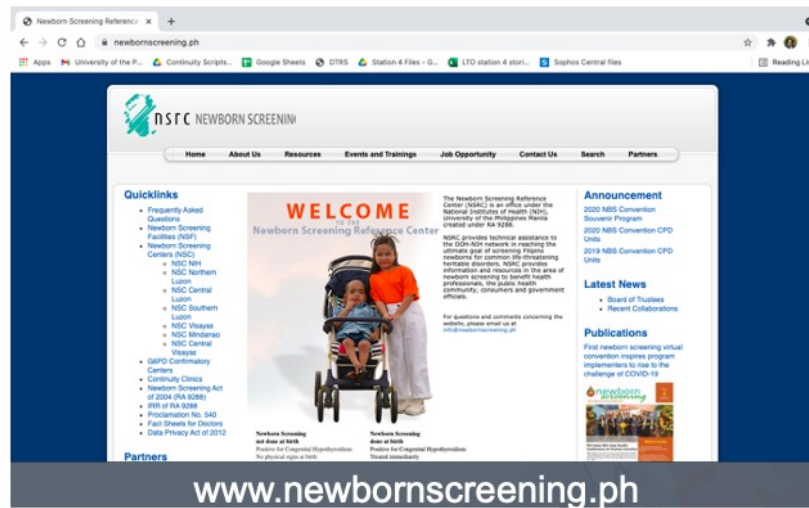 Newborn Screening Reference
newbornscreening.ph
Apps
University of the P...
Continuity Scripts...
Google Sheets
DTRS
Station 4 Files - G...
LTO station 4 stori...
Sophos Central files
Reading Lis
nsrc NEWBORN SCREENING
Home
About Us
Resources
Events and Trainings
Job Opportunity
Contact Us
Search
Partners
Quicklinks
Frequently Asked
Questions
Newborn Screening
Facilities (NSF)
Newborn Screening
Centers (NSC)
NSC NIH
NSC Northern
Luzon
NSC Central
Luzon
NSC Southern
Luzon
NSC Visayas
NSC Mindanao
NSC Central
Visayas
G6PD Confirmatory
Centers
Continuity Clinics
Newborn Screening Act
of 2004 (RA 9288)
IRR of RA 9288
Proclamation No. 540
Fact Sheets for Doctors
Data Privacy Act of 2012
Partners
WELCOME
TO THE
Newborn Screening Reference Center
Newborn Screening
not done at birth
Positive for Congenital Hypothyroidism
No physical signs at birth
Newborn Screening
done at birth
Positive for Congenital Hypothyroidism
Treated immediately
The Newborn Screening Reference
Center (NSRC) is an office under the
National Institutes of Health (NIH),
University of the Philippines Manila
created under RA 9288.
NSRC provides technical assistance to
the DOH-NIH network in reaching the
ultimate goal of screening Filipino
newborns for common life-threatening
heritable disorders. NSRC provides
information and resources in the area of
newborn screening to benefit health
professionals, the public health
community, consumers and government
officials.
For questions and comments concerning the
website, please email us at
info@newbornscreening.ph
Announcement
2020 NBS Convention
Souvenir Program
2020 NBS Convention CPD
Units
2019 NBS Convention CPD
Units
Latest News
Board of Trustees
Recent Collaborations
Publications
First newborn screening virtual
convention inspires program
implementers to rise to the
challenge of COVID-19
newborn
screening
www.newbornscreening.ph